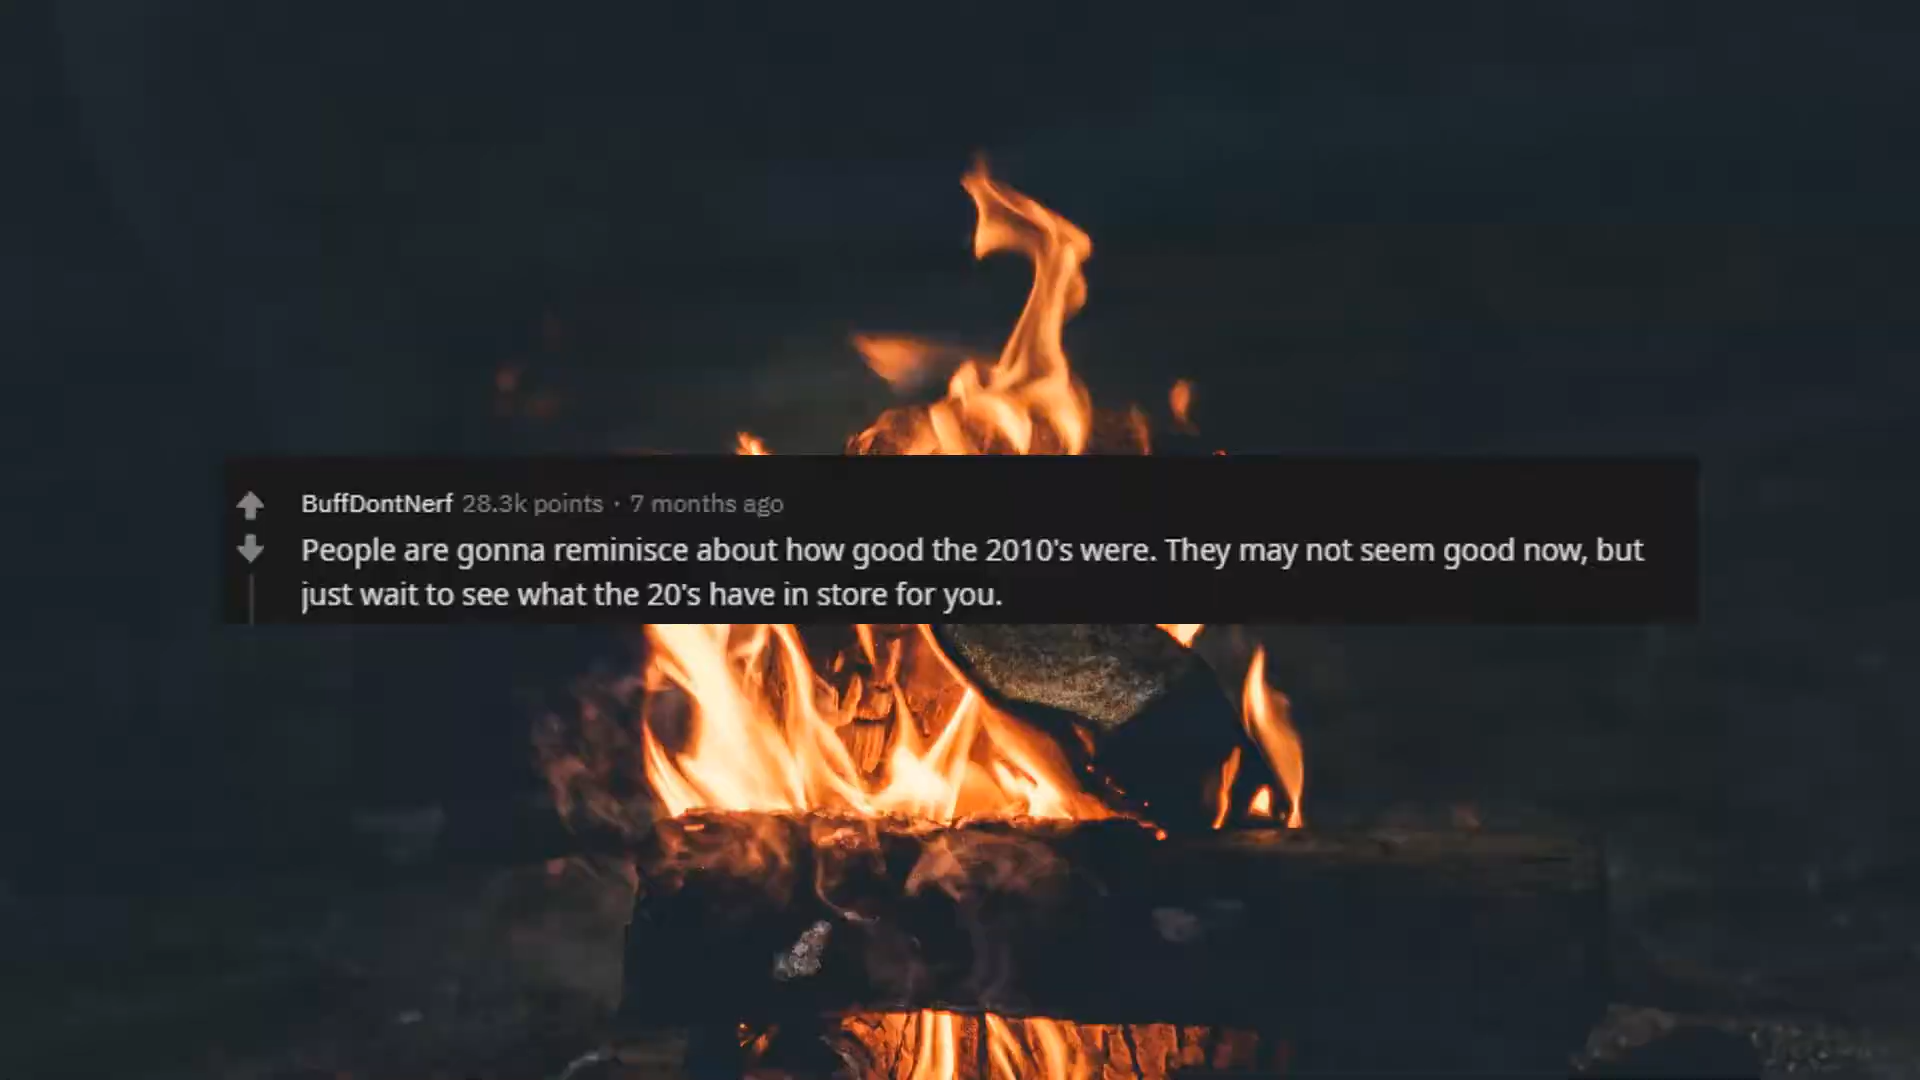 BuffDontNerf 28.3k points · 7 months ago
People are gonna reminisce about how good the 2010's were. They may not seem good now, but
just wait to see what the 20's have in store for you.